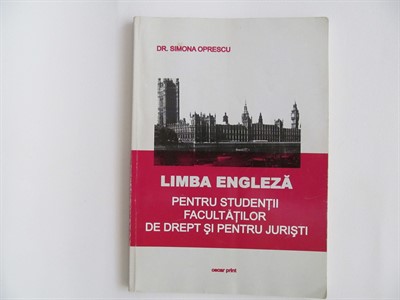 DR. SIMONA OPRESCU
LIMBA ENGLEZĂ
PENTRU STUDENȚII
FACULTĂȚILOR
DE DREPT ȘI PENTRU JURIȘTI
oscar print